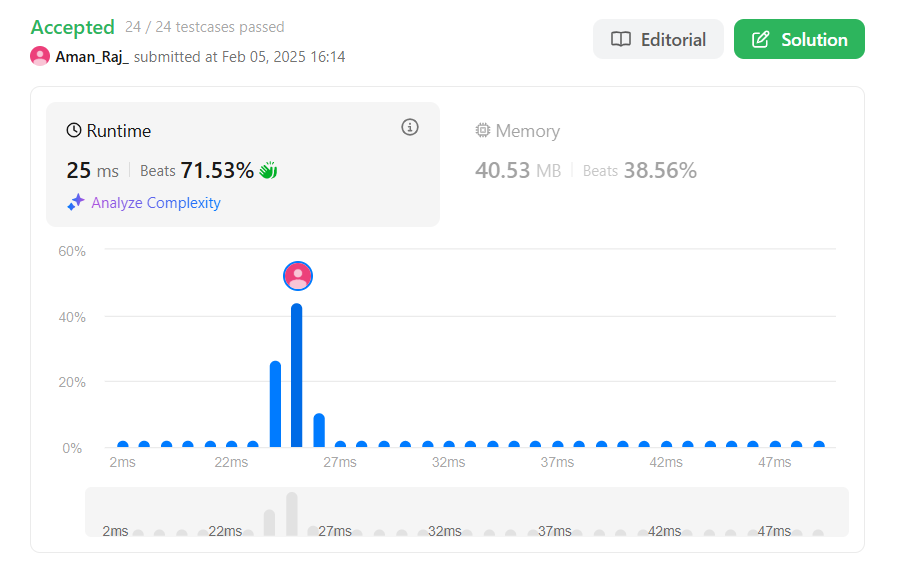 Accepted 24 / 24 testcases passed
Aman_Raj_ submitted at Feb 05, 2025 16:14
Editorial
Solution
Runtime
25 ms Beats 71.53%
Analyze Complexity
Memory
40.53 MB Beats 38.56%
60%
40%
20%
0%
2ms 22ms 27ms 32ms 37ms 42ms 47ms
2ms 22ms 27ms 32ms 37ms 42ms 47ms